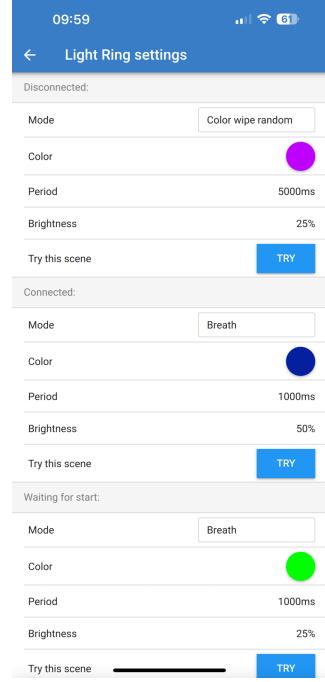 09:59
61
Light Ring settings
Disconnected:
Mode Color wipe random
Color
Period 5000ms
Brightness 25%
Try this scene TRY
Connected:
Mode Breath
Color
Period 1000ms
Brightness 50%
Try this scene TRY
Waiting for start:
Mode Breath
Color
Period 1000ms
Brightness 25%
Try this scene TRY